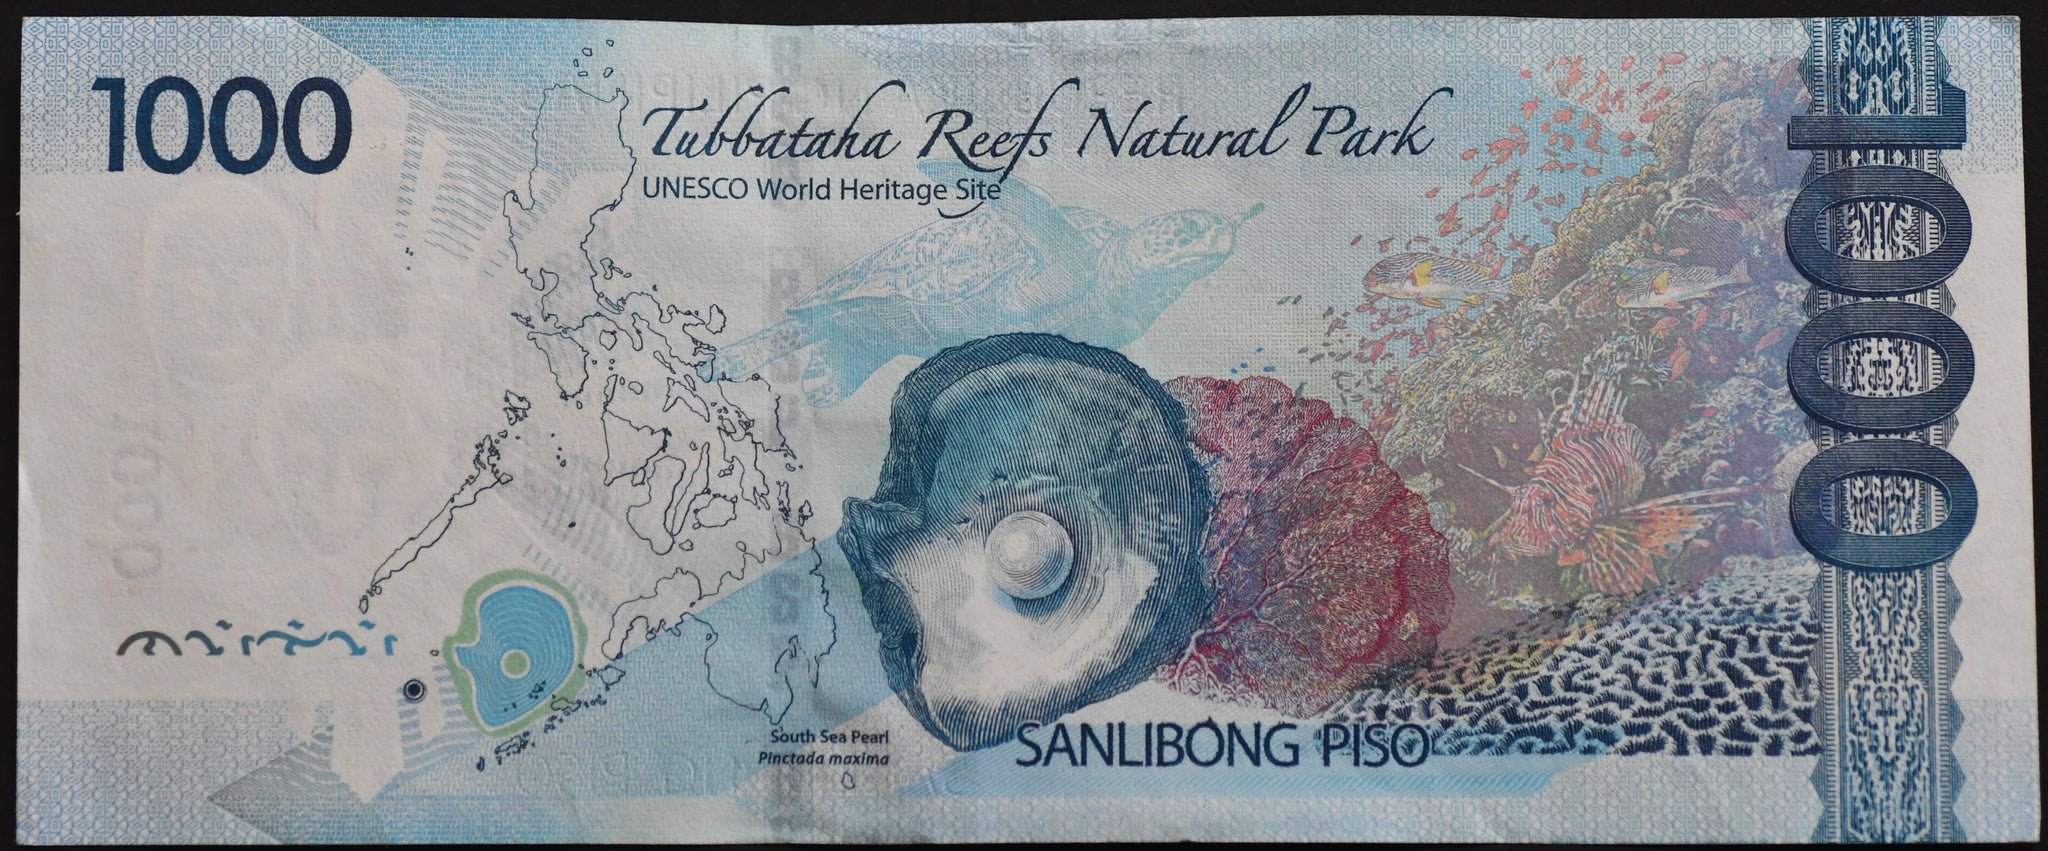 1000
Tubbataha Reefs Natural Park
UNESCO World Heritage Site
1000
South Sea Pearl
Pinctada maxima
SANLIBONG PISO